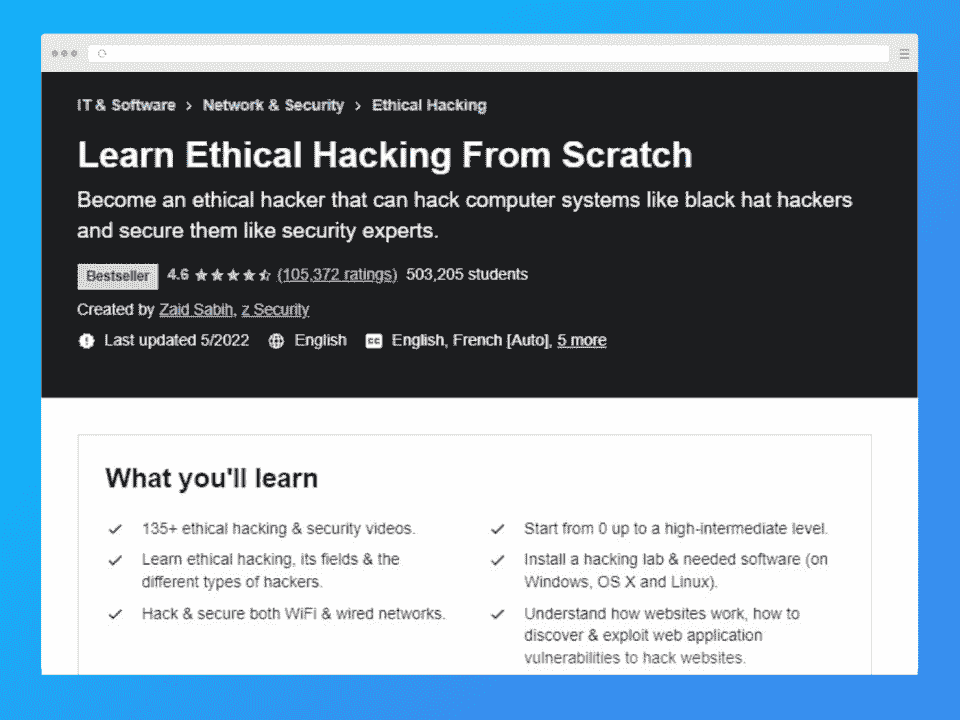 IT & Software > Network & Security > Ethical Hacking
Learn Ethical Hacking From Scratch
Become an ethical hacker that can hack computer systems like black hat hackers
and secure them like security experts.
Bestseller 4.6 (105,372 ratings) 503,205 students
Created by Zaid Sabih, z Security
Last updated 5/2022 English CC English, French [Auto], 5 more
What you'll learn
135+ ethical hacking & security videos.
Learn ethical hacking, its fields & the
different types of hackers.
Hack & secure both WiFi & wired networks.
Start from 0 up to a high-intermediate level.
Install a hacking lab & needed software (on
Windows, OS X and Linux).
Understand how websites work, how to
discover & exploit web application
vulnerabilities to hack websites.